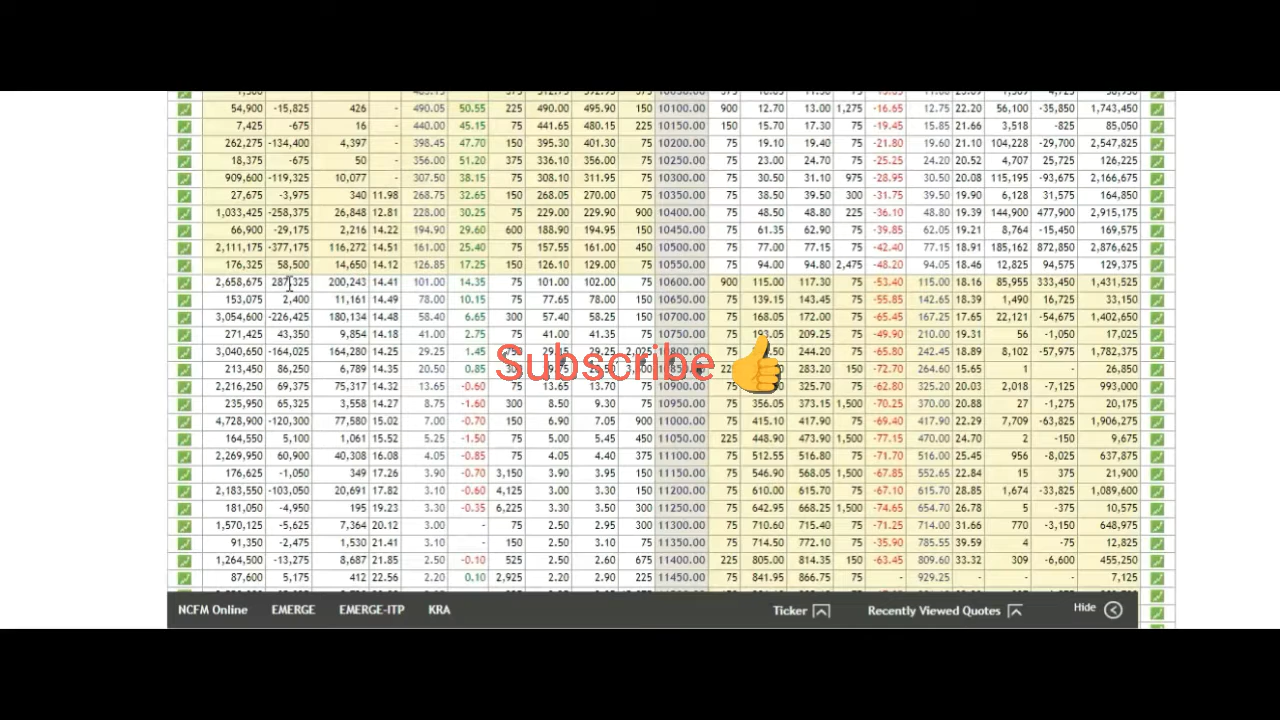 54,900 -15,825 426 - 490.05 50.55 225 490.00 495.90 150 10100.00 900 12.70 13.00 1,275 -16.65 12.75 22.20 56,100 -35,850 1,743,450
7,425 -675 16 - 440.00 45.15 75 441.65 480.15 225 10150.00 150 15.70 17.30 75 -19.45 15.85 21.66 3,518 -825 85,050
262,275 -134,400 4,397 - 398.45 47.70 150 395.30 401.30 75 10200.00 75 19.10 19.40 75 -21.80 19.60 21.10 104,228 -29,700 2,547,825
18,375 -675 50 - 356.00 51.20 375 336.10 356.00 75 10250.00 75 23.00 24.70 75 -25.25 24.20 20.52 4,707 25,725 126,225
909,600 -119,325 10,077 - 307.50 38.15 75 308.10 311.95 75 10300.00 75 30.50 31.10 975 -28.95 30.50 20.08 115,195 -93,675 2,166,675
27,675 -3,975 340 11.98 268.75 32.65 150 268.05 270.00 75 10350.00 75 38.50 39.50 300 -31.75 39.50 19.90 6,128 31,575 164,850
1,033,425 -258,375 26,848 12.81 228.00 30.25 75 229.00 229.90 900 10400.00 75 48.50 48.80 225 -36.10 48.80 19.39 144,900 477,900 2,915,175
66,900 -29,175 2,216 14.22 194.90 29.60 600 188.90 194.95 150 10450.00 75 61.35 62.90 75 -39.85 62.05 19.21 8,764 -15,450 169,575
2,111,175 -377,175 116,272 14.51 161.00 25.40 75 157.55 161.00 450 10500.00 75 77.00 77.15 75 -42.40 77.15 18.91 185,162 872,850 2,876,625
176,325 58,500 14,650 14.12 126.85 17.25 150 126.10 129.00 75 10550.00 75 94.00 94.80 2,475 -48.20 94.05 18.46 12,825 94,575 129,375
2,658,675 287,325 200,243 14.41 101.00 14.35 75 101.00 102.00 75 10600.00 900 115.00 117.30 75 -53.40 115.00 18.16 85,955 333,450 1,431,525
153,075 2,400 11,161 14.49 78.00 10.15 75 77.65 78.00 150 10650.00 75 139.15 143.45 75 -55.85 142.65 18.39 1,490 16,725 33,150
3,054,600 -226,425 180,134 14.48 58.40 6.65 300 57.40 58.25 150 10700.00 75 168.05 172.00 75 -65.45 167.25 17.65 22,121 -54,675 1,402,650
271,425 43,350 9,854 14.18 41.00 2.75 75 41.00 41.35 75 10750.00 75 193.05 209.25 75 -49.90 210.00 19.31 56 -1,050 17,025
3,040,650 -164,025 164,280 14.25 29.25 1.45 29.25 2,025 244.20 75 -65.80 242.45 18.89 8,102 -57,975 1,782,375
213,450 86,250 6,789 14.35 20.50 0.85 283.20 150 -72.70 264.60 15.65 1 - 26,850
2,216,250 69,375 75,317 14.32 13.65 -0.60 75 13.65 13.70 75 10900.00 75 325.70 75 -62.80 325.20 20.03 2,018 -7,125 993,000
235,950 65,325 3,558 14.27 8.75 -1.60 300 8.50 9.30 75 10950.00 75 356.05 373.15 1,500 -70.25 370.00 20.88 27 -1,275 20,175
4,728,900 -120,300 77,580 15.02 7.00 -0.70 150 6.90 7.05 900 11000.00 75 415.10 417.90 75 -63.40 417.90 22.29 7,709 -63,825 1,906,275
164,550 5,100 1,061 15.52 5.25 -1.50 75 5.00 5.45 450 11050.00 225 448.90 473.90 1,500 -77.15 470.00 24.70 2 -150 9,675
2,269,950 60,900 40,308 16.08 4.05 -0.85 75 4.05 4.40 375 11100.00 75 512.55 516.80 75 -71.70 516.00 25.45 956 -8,025 637,875
176,625 -1,050 349 17.26 3.90 -0.70 3,150 3.90 3.95 150 11150.00 75 546.90 568.05 1,500 -67.85 552.65 22.84 15 375 21,900
2,183,550 -103,050 20,691 17.82 3.10 -0.60 4,125 3.00 3.30 150 11200.00 75 610.00 615.70 75 -67.10 615.70 28.85 1,674 -33,825 1,089,600
181,050 -4,950 195 19.23 3.30 -0.35 6,225 3.30 3.50 300 11250.00 75 642.95 668.25 1,500 -67.75 654.70 26.78 5 -375 10,575
1,570,125 -5,625 7,364 20.12 3.00 - 75 2.50 2.95 300 11300.00 75 710.60 715.40 75 -71.25 714.00 31.66 770 -3,150 648,975
91,350 -2,475 1,530 21.41 3.10 - 150 2.50 3.10 75 11350.00 75 714.50 772.10 75 -35.90 785.55 39.59 4 -75 12,825
1,264,500 -13,275 8,687 21.85 2.50 -0.10 525 2.50 2.60 675 11400.00 225 805.00 814.35 150 -63.45 809.60 33.32 309 -6,600 455,250
87,600 5,175 412 22.56 2.20 0.10 2,925 2.20 2.90 225 11450.00 75 841.95 866.75 75 - 929.25 - - - 7,125
Subscribe
NCFM Online EMERGE EMERGE-ITP KRA Ticker Recently Viewed Quotes Hide